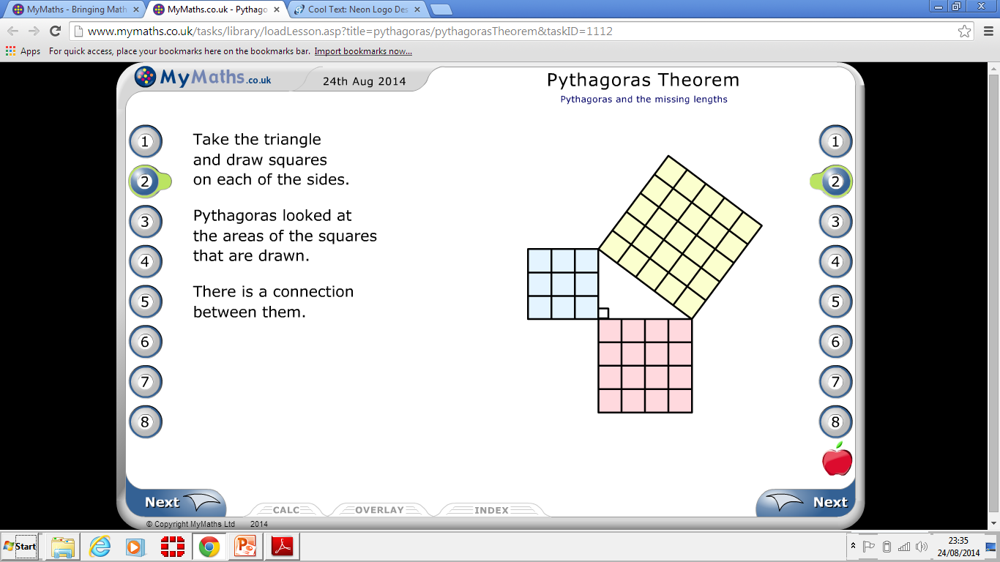 MyMaths - Bringing Math
MyMaths.co.uk - Pythago
Cool Text: Neon Logo Des
www.mymaths.co.uk/tasks/library/loadLesson.asp?title=pythagoras/pythagorasTheorem&taskID=1112
Apps For quick access, place your bookmarks here on the bookmarks bar. Import bookmarks now...
MyMaths.co.uk
24th Aug 2014
Pythagoras Theorem
Pythagoras and the missing lengths
1
2
3
4
5
6
7
8
Take the triangle
and draw squares
on each of the sides.
Pythagoras looked at
the areas of the squares
that are drawn.
There is a connection
between them.
1
2
3
4
5
6
7
8
Next
CALC
OVERLAY
INDEX
Next
© Copyright MyMaths Ltd 2014
Start
23:35
24/08/2014